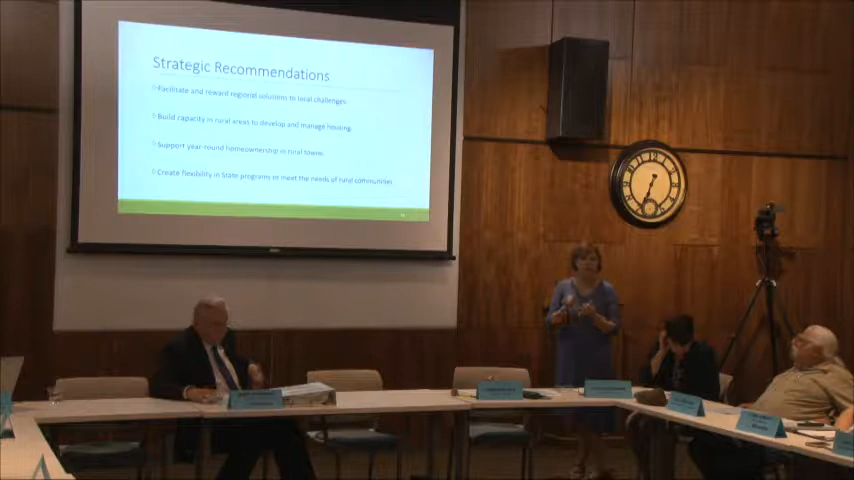 Strategic Recommendations
Facilitate and reward regional solutions to local challenges
Build capacity in rural areas to develop and manage housing
Support year-round homeownership in rural towns
Create flexibility in State programs to meet the needs of rural communities